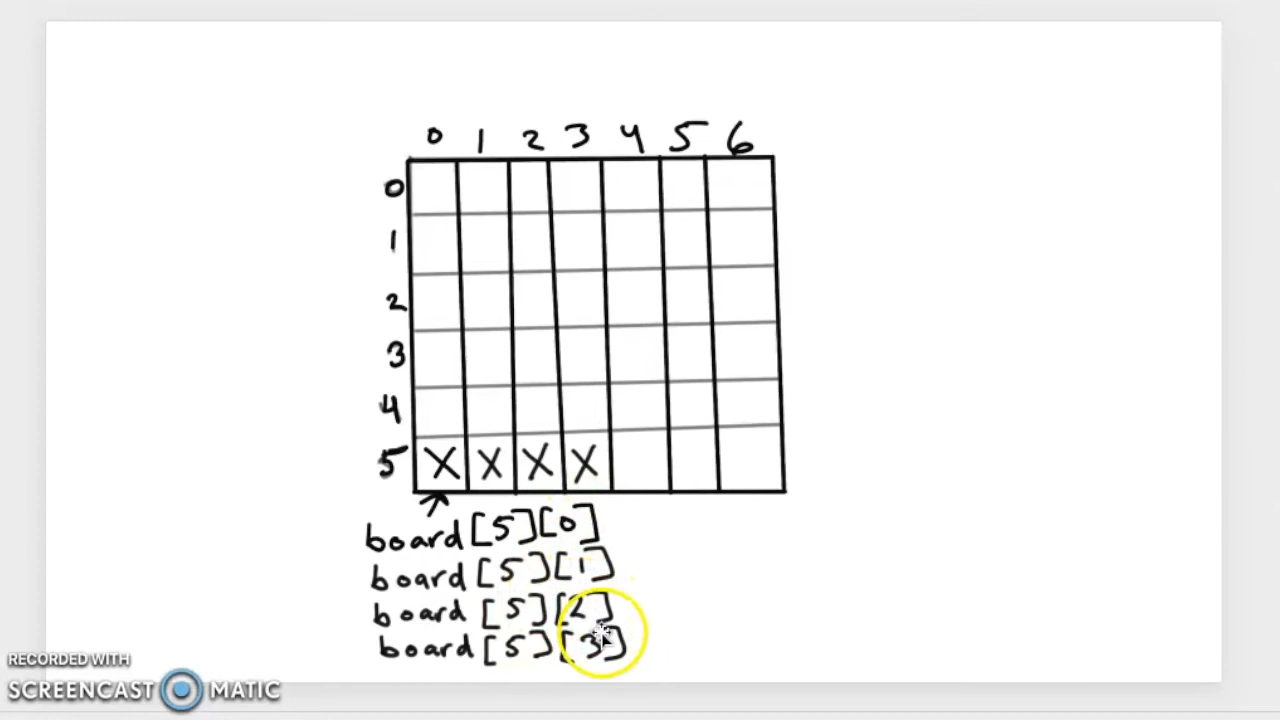 0 1 2 3 4 5 6
0
1
2
3
4
5 X X X X
board[5][0]
board[5][1]
board[5][2]
board[5][3]
RECORDED WITH
SCREENCAST MATIC